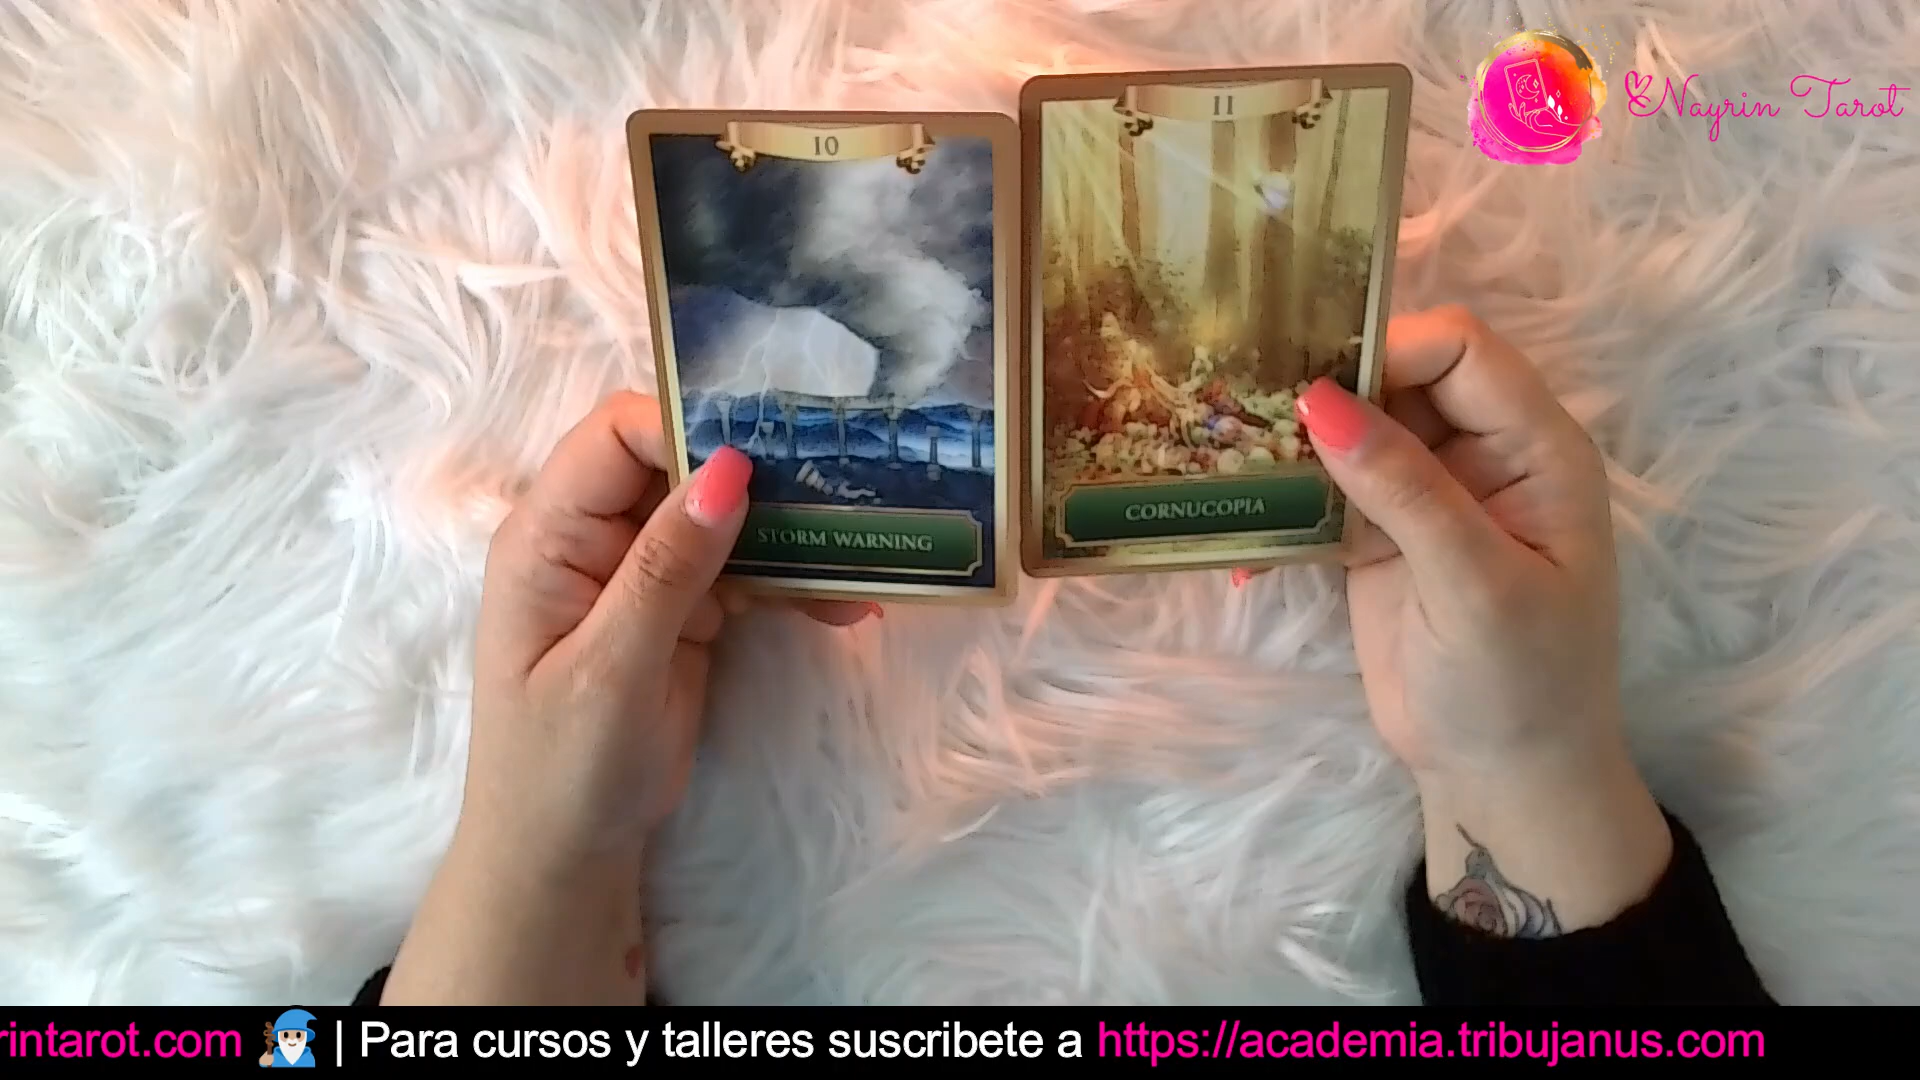 Nayrin Tarot
10
11
STORM WARNING
CORNUCOPIA
rintarot.com 🧙🏻‍♂️ | Para cursos y talleres suscribete a https://academia.tribujanus.com